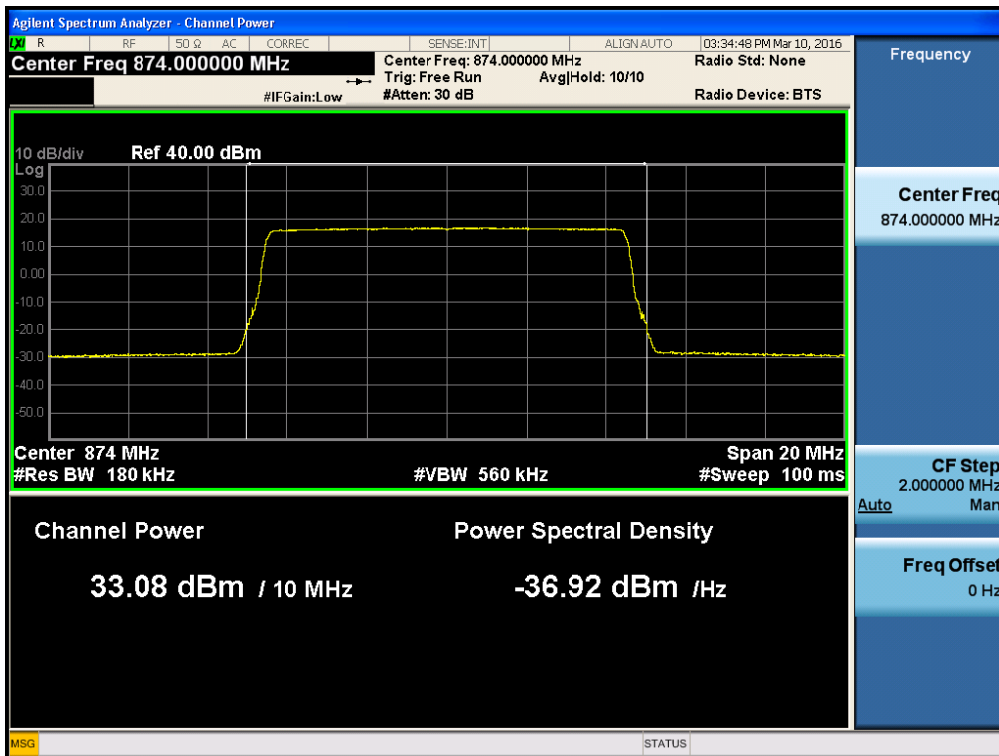 Agilent Spectrum Analyzer - Channel Power
LXI R RF 50 Ω AC CORREC SENSE:INT ALIGNAUTO 03:34:48 PM Mar 10, 2016
Center Freq 874.000000 MHz
Center Freq: 874.000000 MHz
Radio Std: None
Trig: Free Run Avg|Hold: 10/10
#IFGain:Low
#Atten: 30 dB
Radio Device: BTS
10 dB/div Ref 40.00 dBm
Log
30.0
20.0
10.0
0.00
-10.0
-20.0
-30.0
-40.0
-50.0
Center 874 MHz Span 20 MHz
#Res BW 180 kHz #VBW 560 kHz #Sweep 100 ms
Channel Power Power Spectral Density
33.08 dBm / 10 MHz -36.92 dBm /Hz
Frequency
Center Freq
874.000000 MHz
CF Step
2.000000 MHz
Auto Man
Freq Offset
0 Hz
MSG STATUS